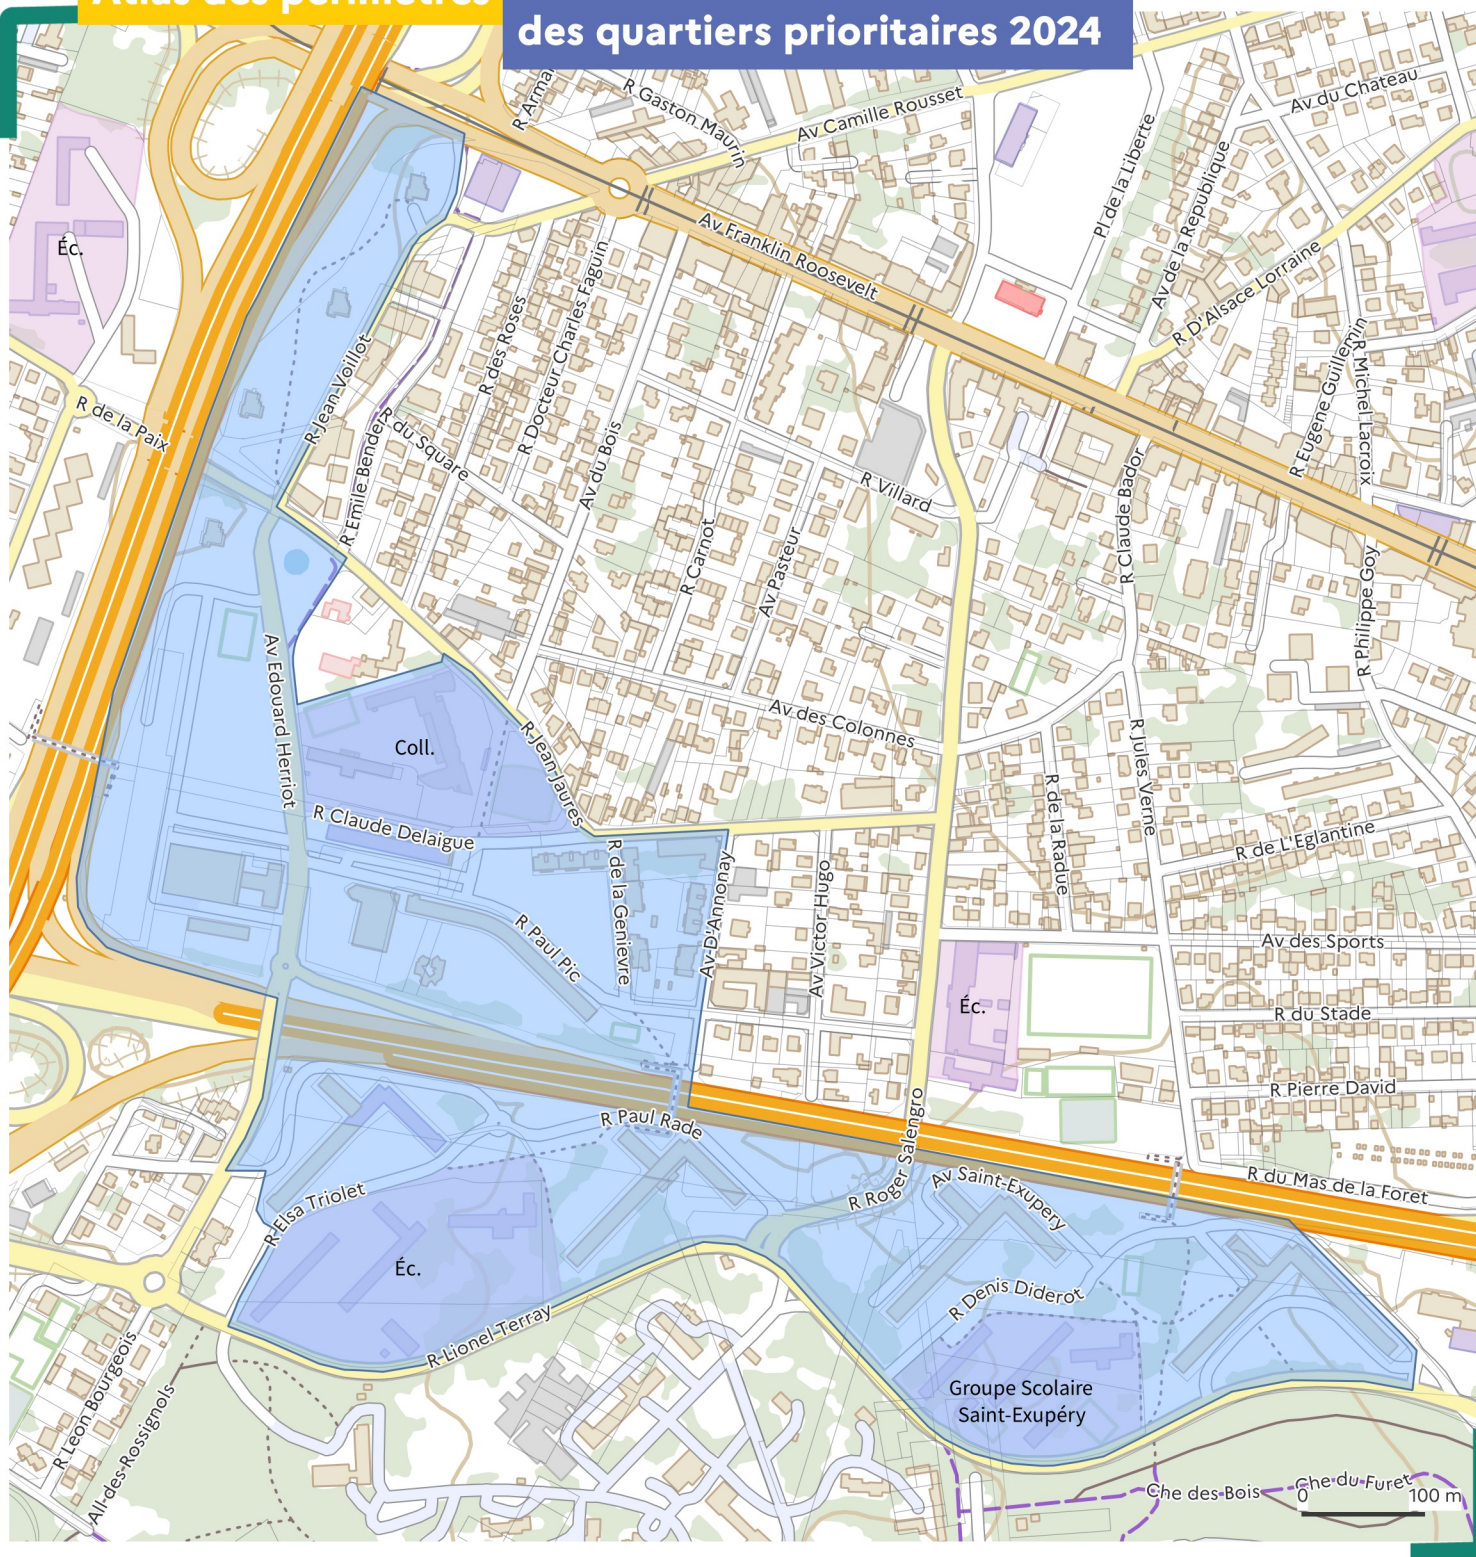 Atlas des périmètres
des quartiers prioritaires 2024
R Gaston Maurin
Av Camille Rousset
Av du Chateau
Pl de la Liberte
Av de la Republique
R D'Alsace Lorraine
Éc.
Av Franklin Roosevelt
R des Roses
R Docteur Charles Faguin
R Jean Voillot
R de la Paix
R du Square
R Emile Bender
Av du Bois
R Villard
R Carnot
Av Pasteur
R Claude Bador
R Eugene Guillemin
R Michel Lacroix
R Philippe Goy
Av Edouard Herriot
Coll.
R Jean Jaures
Av des Colonnes
R Jules Verne
R de la Radue
R de L'Eglantine
R Claude Delaigue
R de la Genievre
R Paul Pic
Av D'Annonay
Av Victor Hugo
Av des Sports
Éc.
R du Stade
R Pierre David
R Paul Rade
R Roger Salengro
Av Saint-Exupery
R du Mas de la Foret
R Elsa Triolet
Éc.
R Denis Diderot
R Lionel Terray
Groupe Scolaire
Saint-Exupéry
R Leon Bourgeois
All-des-Rossignols
Che des Bois
Che du Furet
0 100 m